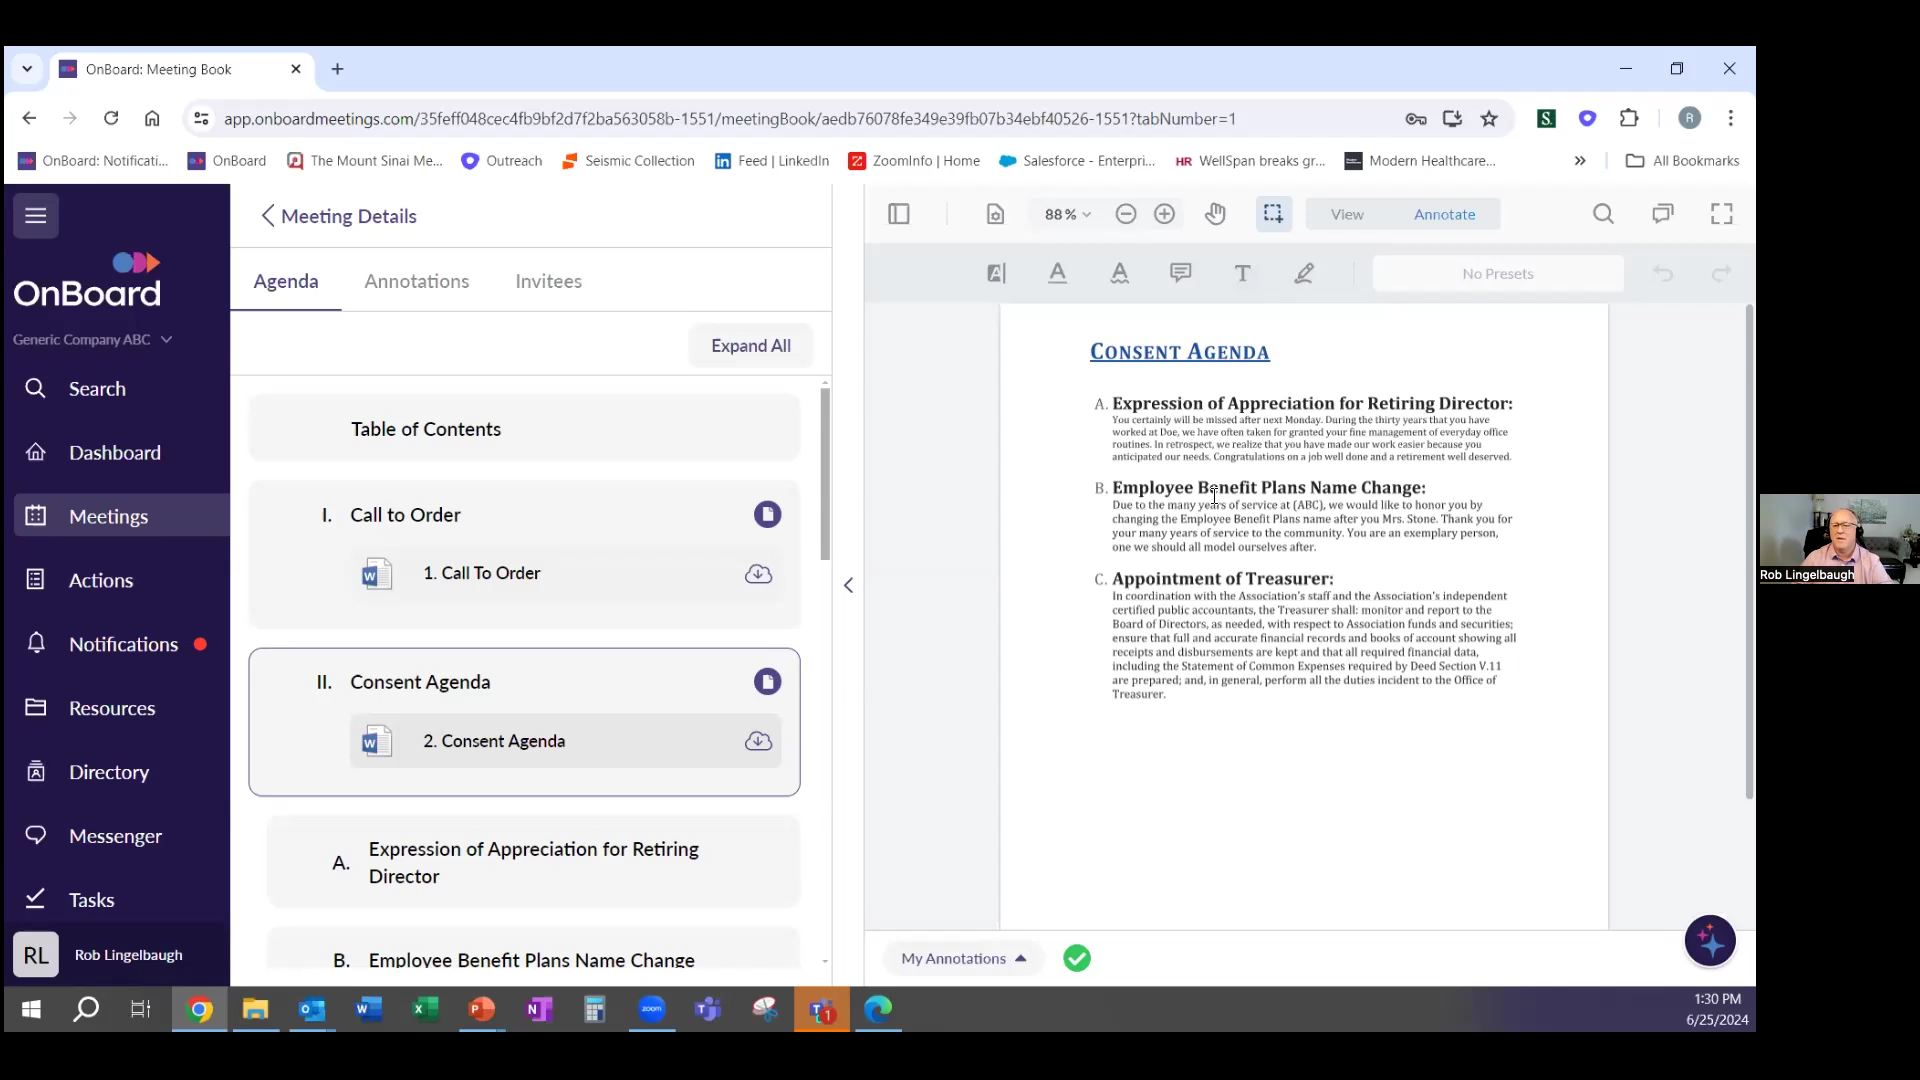 OnBoard: Meeting Book
app.onboardmeetings.com/35feff048cec4fb9bf2d7f2ba563058b-1551/meetingBook/aedb76078fe349e39fb07b34ebf40526-1551?tabNumber=1
S.
R
OnBoard: Notificati...
OnBoard
The Mount Sinai Me...
Outreach
Seismic Collection
Feed | LinkedIn
ZoomInfo | Home
Salesforce - Enterpri...
HR WellSpan breaks gr...
Modern Healthcare...
All Bookmarks
OnBoard
Generic Company ABC
Search
Dashboard
Meetings
Actions
Notifications
Resources
Directory
Messenger
Tasks
RL Rob Lingelbaugh
Meeting Details
Agenda Annotations Invitees
Expand All
Table of Contents
I. Call to Order
1. Call To Order
II. Consent Agenda
2. Consent Agenda
A. Expression of Appreciation for Retiring
Director
B. Employee Benefit Plans Name Change
88%
View Annotate
No Presets
CONSENT AGENDA
A. Expression of Appreciation for Retiring Director:
You certainly will be missed after next Monday. During the thirty years that you have
worked at Doe, we have often taken for granted your fine management of everyday office
routines. In retrospect, we realize that you have made our work easier because you
anticipated our needs. Congratulations on a job well done and a retirement well deserved.
B. Employee Benefit Plans Name Change:
Due to the many years of service at (ABC), we would like to honor you by
changing the Employee Benefit Plans name after you Mrs. Stone. Thank you for
your many years of service to the community. You are an exemplary person,
one we should all model ourselves after.
C. Appointment of Treasurer:
In coordination with the Association's staff and the Association's independent
certified public accountants, the Treasurer shall: monitor and report to the
Board of Directors, as needed, with respect to Association funds and securities;
ensure that full and accurate financial records and books of account showing all
receipts and disbursements are kept and that all required financial data,
including the Statement of Common Expenses required by Deed Section V.11
are prepared; and, in general, perform all the duties incident to the Office of
Treasurer.
My Annotations
Rob Lingelbaugh
zoom
1
1:30 PM
6/25/2024